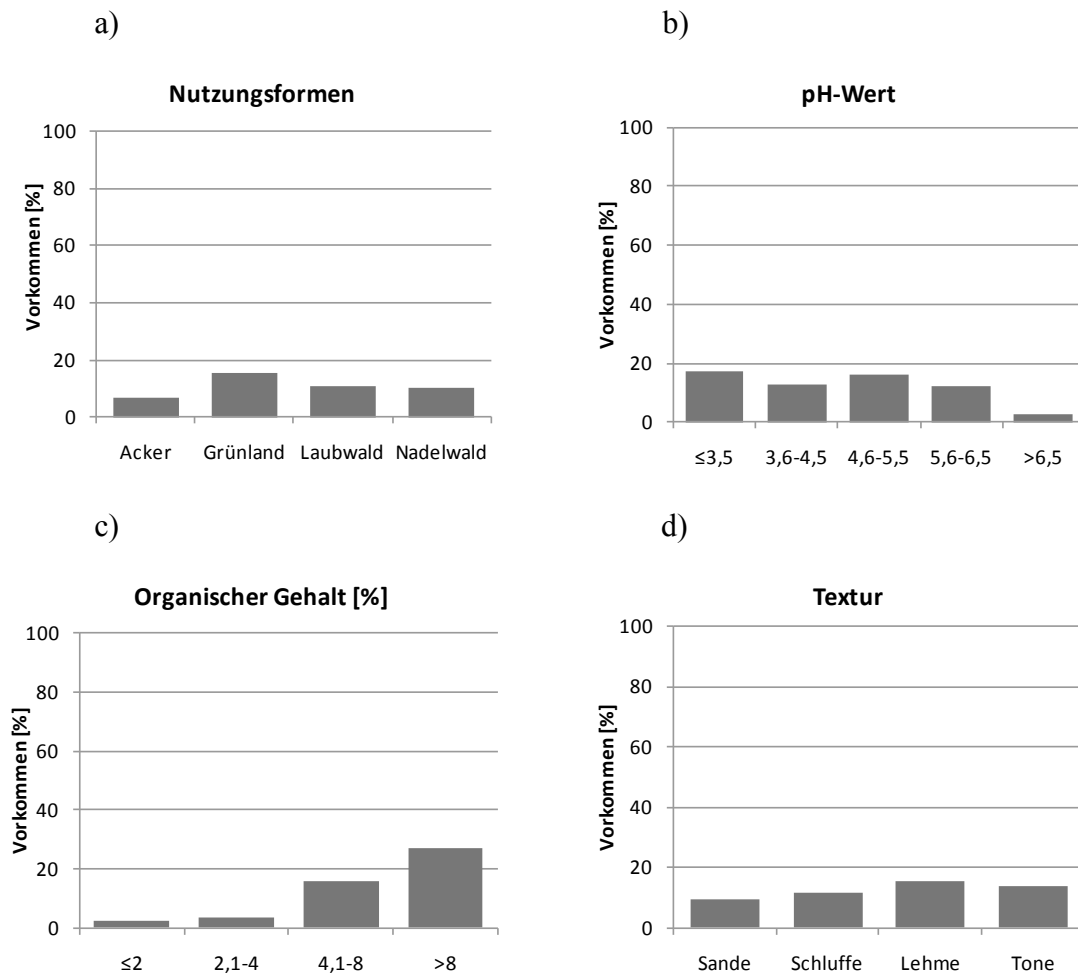 a)
Nutzungsformen
Vorkommen [%]
100
80
60
40
20
0
Acker Grünland Laubwald Nadelwald
b)
pH-Wert
Vorkommen [%]
100
80
60
40
20
0
≤3,5 3,6-4,5 4,6-5,5 5,6-6,5 >6,5
c)
Organischer Gehalt [%]
Vorkommen [%]
100
80
60
40
20
0
≤2 2,1-4 4,1-8 >8
d)
Textur
Vorkommen [%]
100
80
60
40
20
0
Sande Schluffe Lehme Tone